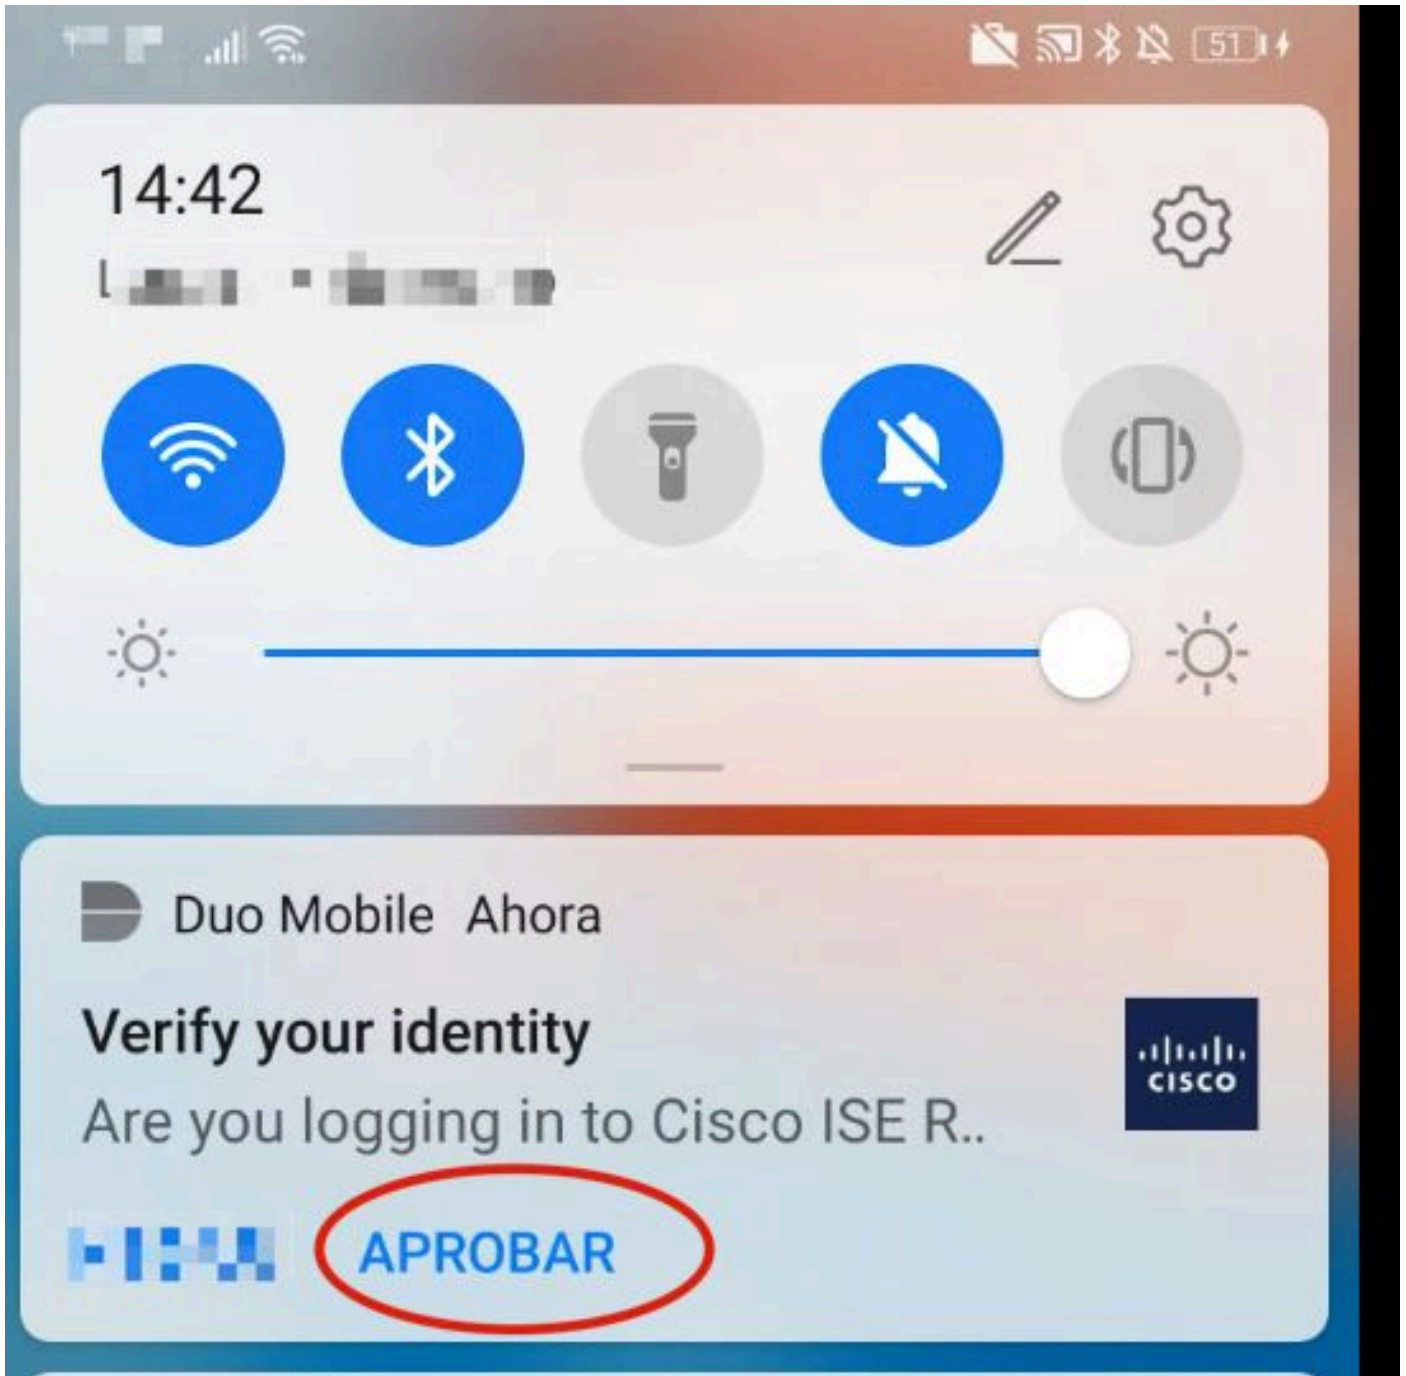 51
14:42
Duo Mobile Ahora
Verify your identity
CISCO
Are you logging in to Cisco ISE R..
APROBAR